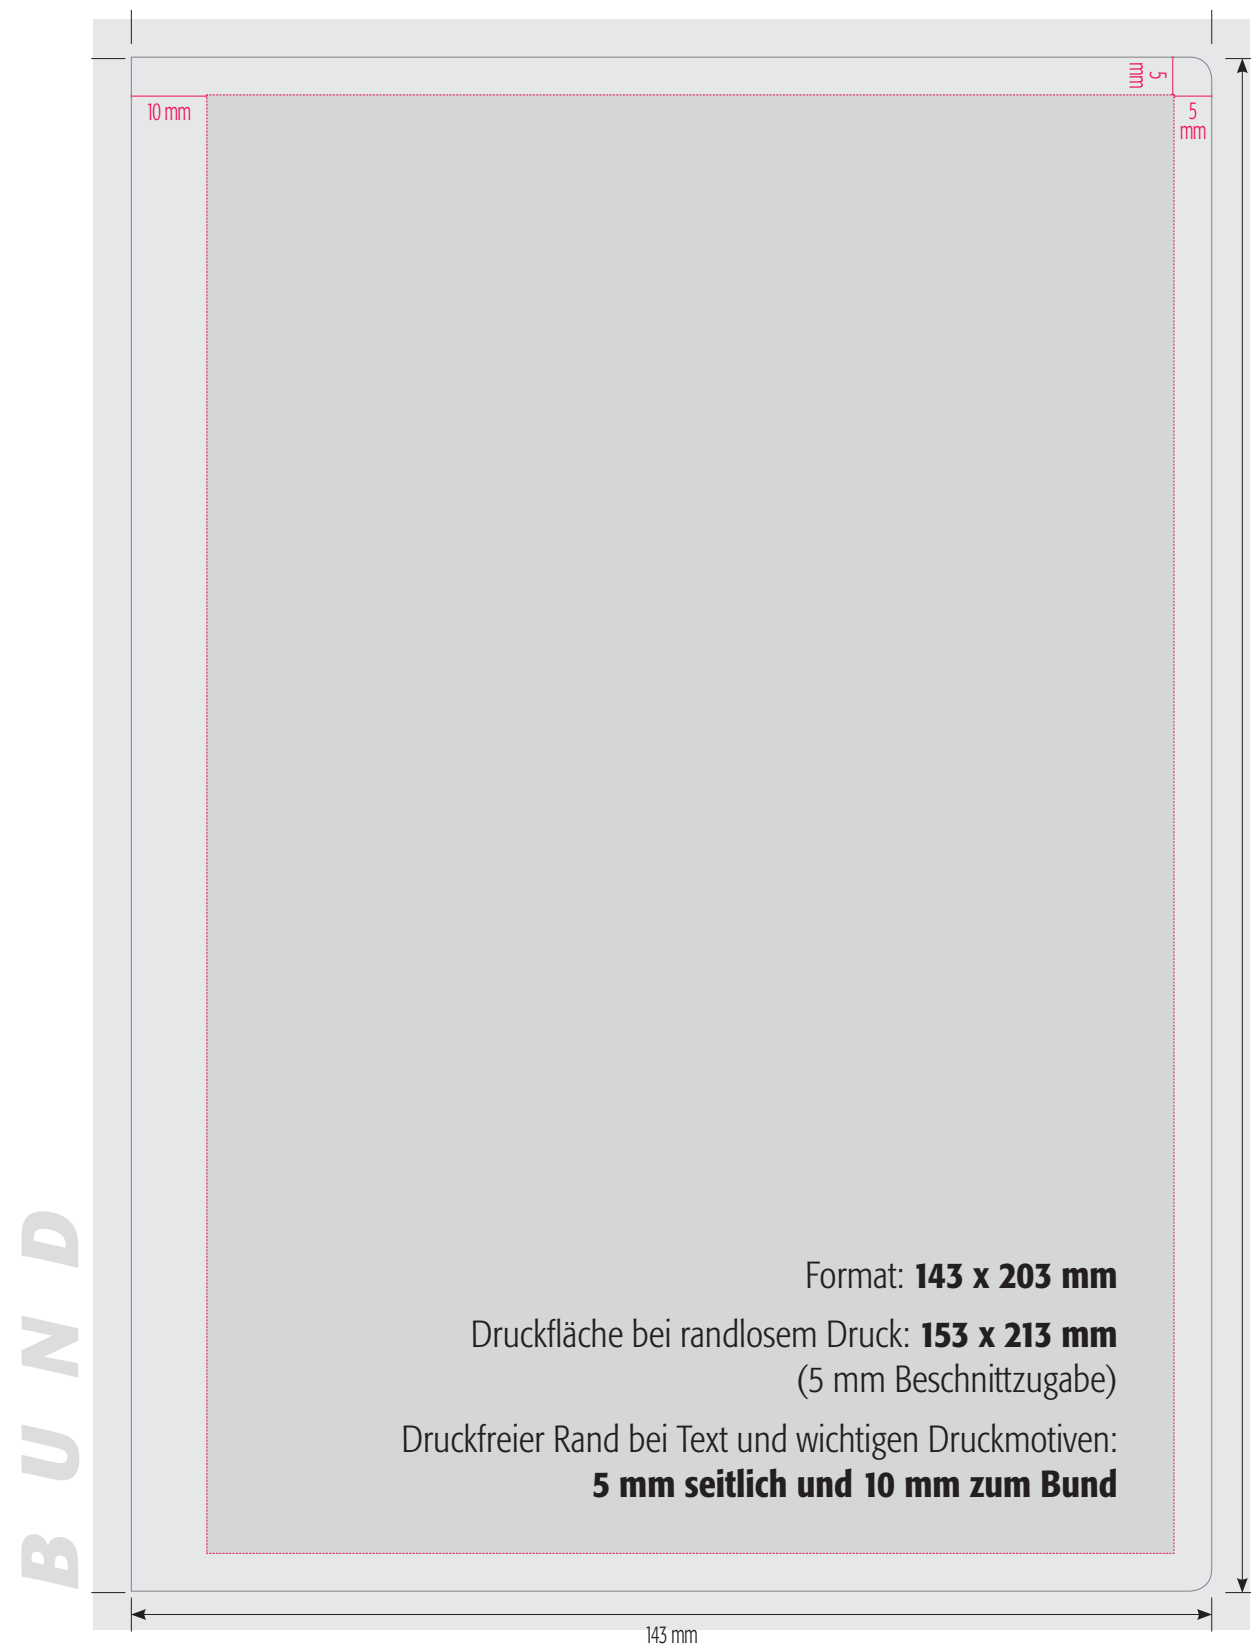 5
mm
10 mm
5
mm
Format: 143 x 203 mm
Druckfläche bei randlosem Druck: 153 x 213 mm
(5 mm Beschnittzugabe)
Druckfreier Rand bei Text und wichtigen Druckmotiven:
5 mm seitlich und 10 mm zum Bund
BUND
143 mm